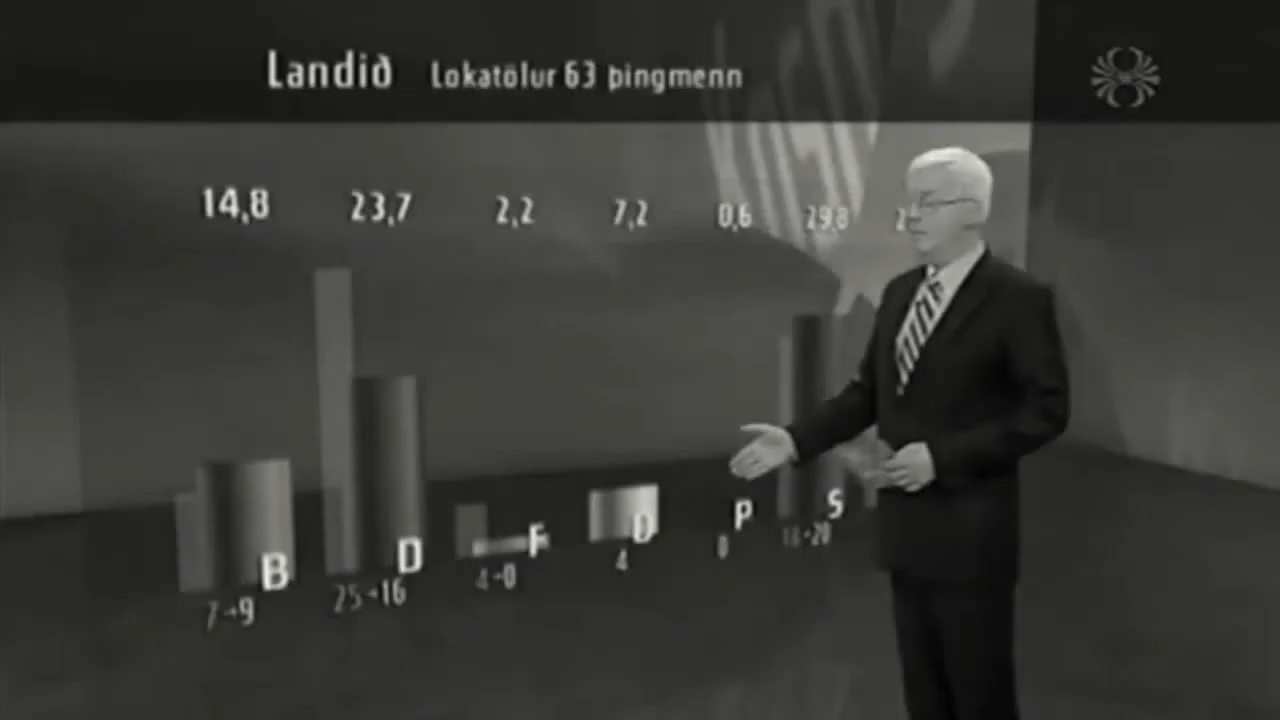 Landið Lokatölur 63 þingmenn
14,8 23,7 2,2 7,2 0,6 29,8
B D F O P S
7→9 25→16 4→0 4 0 18→20